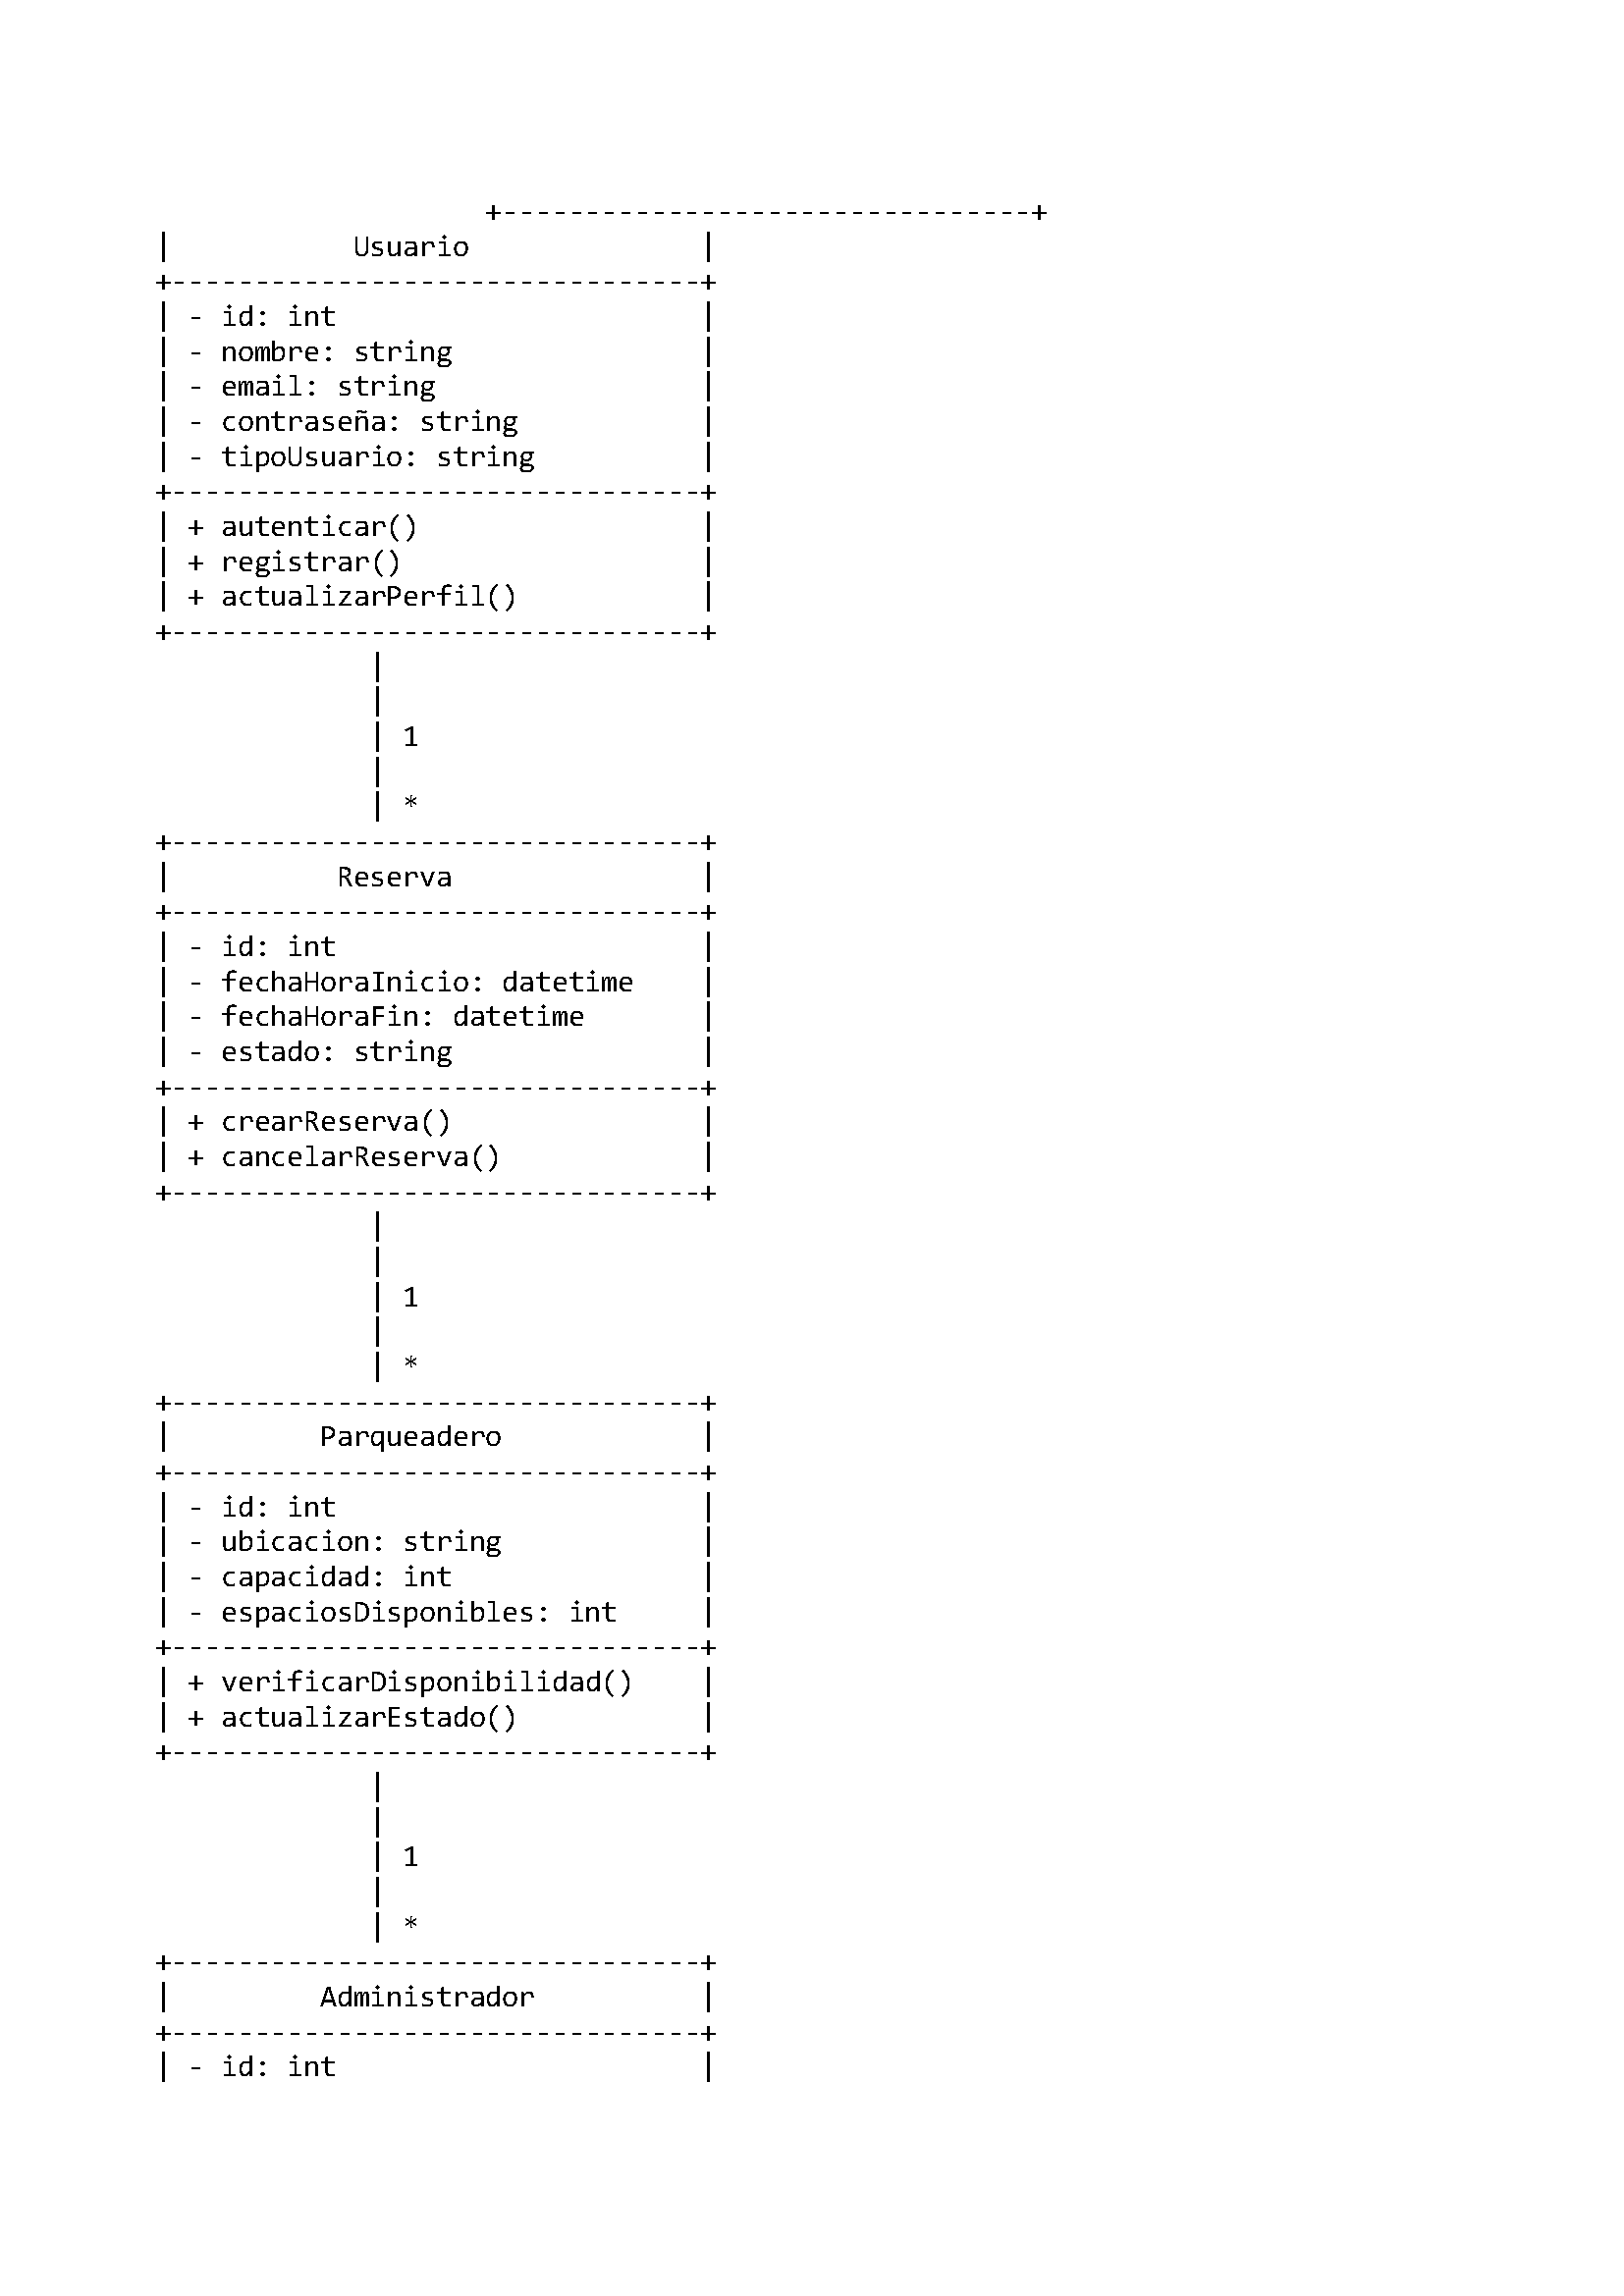 +--------------------------------+
| Usuario |
+--------------------------------+
| - id: int |
| - nombre: string |
| - email: string |
| - contraseña: string |
| - tipoUsuario: string |
+--------------------------------+
| + autenticar() |
| + registrar() |
| + actualizarPerfil() |
+--------------------------------+
|
|
| 1
|
| *
+--------------------------------+
| Reserva |
+--------------------------------+
| - id: int |
| - fechaHoraInicio: datetime |
| - fechaHoraFin: datetime |
| - estado: string |
+--------------------------------+
| + crearReserva() |
| + cancelarReserva() |
+--------------------------------+
|
|
| 1
|
| *
+--------------------------------+
| Parqueadero |
+--------------------------------+
| - id: int |
| - ubicacion: string |
| - capacidad: int |
| - espaciosDisponibles: int |
+--------------------------------+
| + verificarDisponibilidad() |
| + actualizarEstado() |
+--------------------------------+
|
|
| 1
|
| *
+--------------------------------+
| Administrador |
+--------------------------------+
| - id: int |